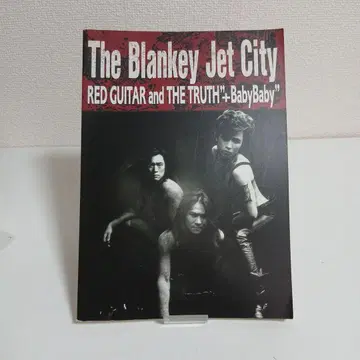 The Blankey Jet City
RED GUITAR and THE TRUTH"+BabyBaby"